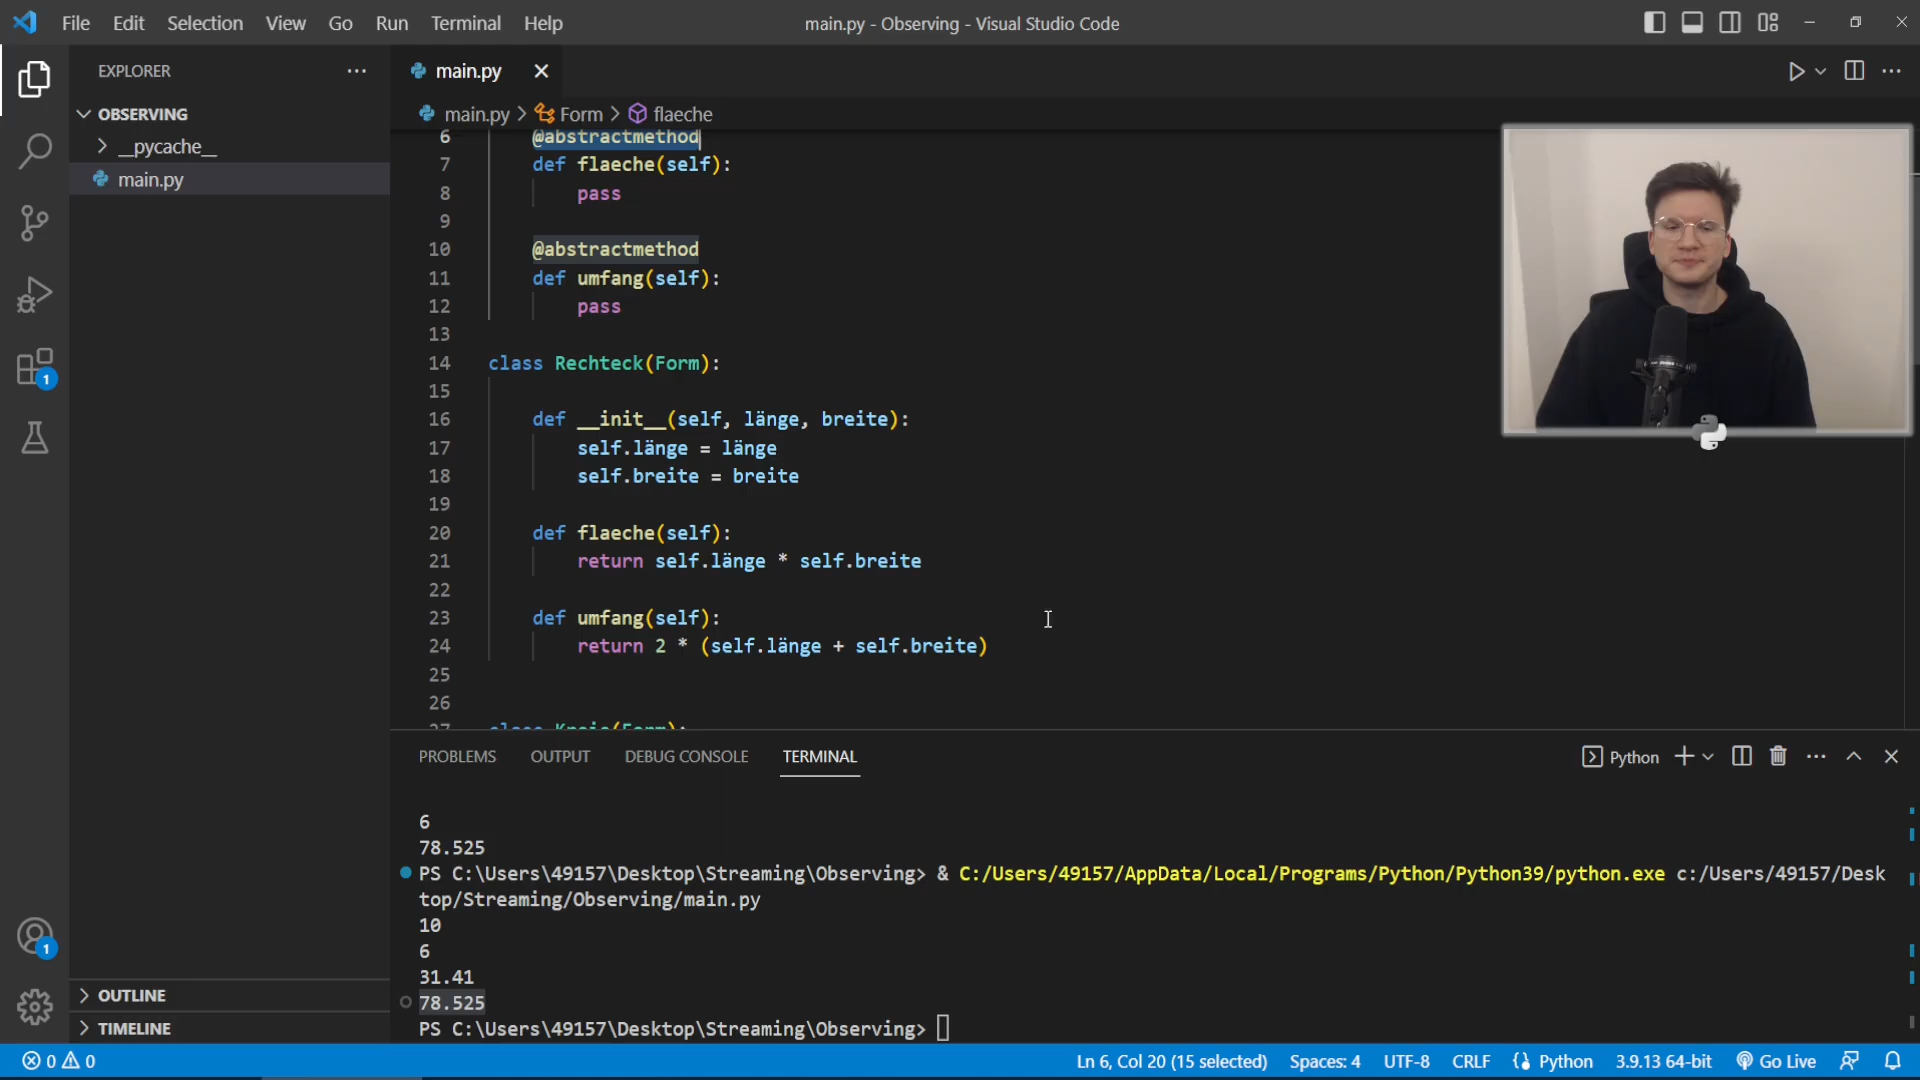 File Edit Selection View Go Run Terminal Help
main.py - Observing - Visual Studio Code
EXPLORER
OBSERVING
__pycache__
main.py
main.py
main.py > Form > flaeche
6 @abstractmethod
7 def flaeche(self):
8 pass
9
10 @abstractmethod
11 def umfang(self):
12 pass
13
14 class Rechteck(Form):
15
16 def __init__(self, länge, breite):
17 self.länge = länge
18 self.breite = breite
19
20 def flaeche(self):
21 return self.länge * self.breite
22
23 def umfang(self):
24 return 2 * (self.länge + self.breite)
25
26
27 class Kreis(Form):
PROBLEMS OUTPUT DEBUG CONSOLE TERMINAL
Python
6
78.525
PS C:\Users\49157\Desktop\Streaming\Observing> & C:/Users/49157/AppData/Local/Programs/Python/Python39/python.exe c:/Users/49157/Desk
top/Streaming/Observing/main.py
10
6
31.41
78.525
PS C:\Users\49157\Desktop\Streaming\Observing>
1
1
OUTLINE
TIMELINE
0 0
Ln 6, Col 20 (15 selected) Spaces: 4 UTF-8 CRLF Python 3.9.13 64-bit Go Live